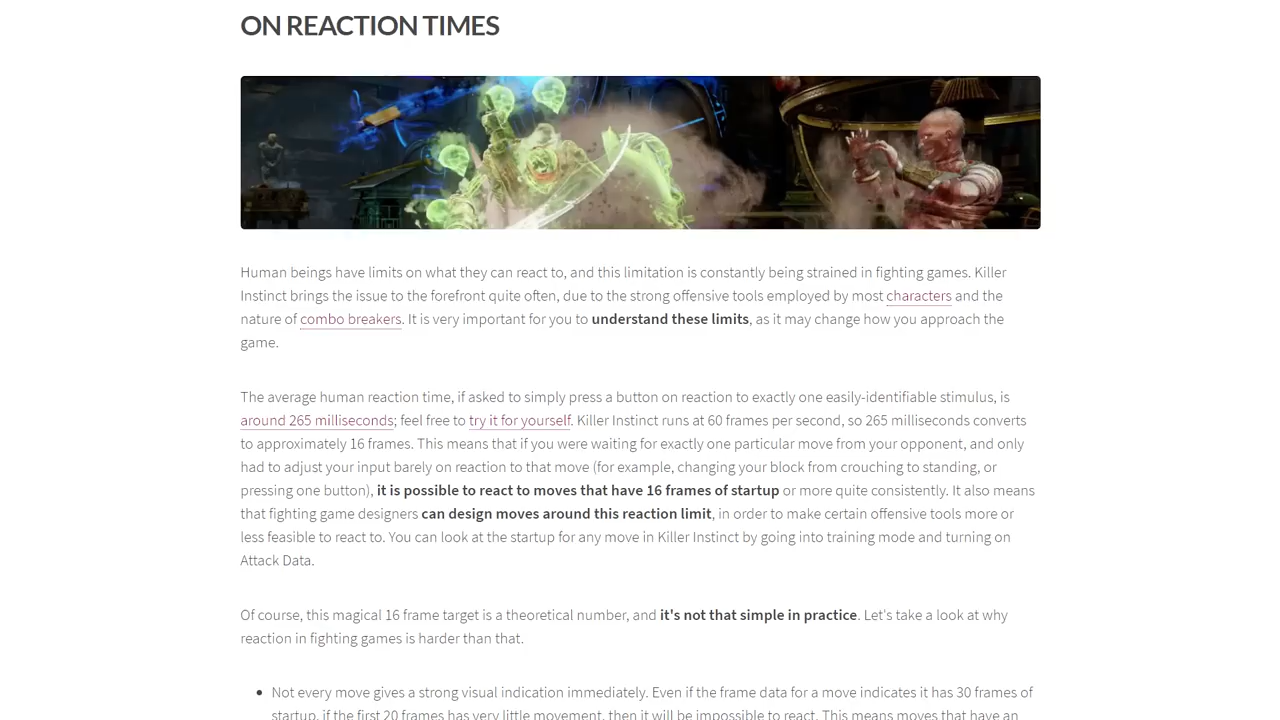 ON REACTION TIMES
Human beings have limits on what they can react to, and this limitation is constantly being strained in fighting games. Killer
Instinct brings the issue to the forefront quite often, due to the strong offensive tools employed by most characters and the
nature of combo breakers. It is very important for you to understand these limits, as it may change how you approach the
game.
The average human reaction time, if asked to simply press a button on reaction to exactly one easily-identifiable stimulus, is
around 265 milliseconds; feel free to try it for yourself. Killer Instinct runs at 60 frames per second, so 265 milliseconds converts
to approximately 16 frames. This means that if you were waiting for exactly one particular move from your opponent, and only
had to adjust your input barely on reaction to that move (for example, changing your block from crouching to standing, or
pressing one button), it is possible to react to moves that have 16 frames of startup or more quite consistently. It also means
that fighting game designers can design moves around this reaction limit, in order to make certain offensive tools more or
less feasible to react to. You can look at the startup for any move in Killer Instinct by going into training mode and turning on
Attack Data.
Of course, this magical 16 frame target is a theoretical number, and it's not that simple in practice. Let's take a look at why
reaction in fighting games is harder than that.
• Not every move gives a strong visual indication immediately. Even if the frame data for a move indicates it has 30 frames of
startup, if the first 20 frames has very little movement, then it will be impossible to react. This means moves that have an